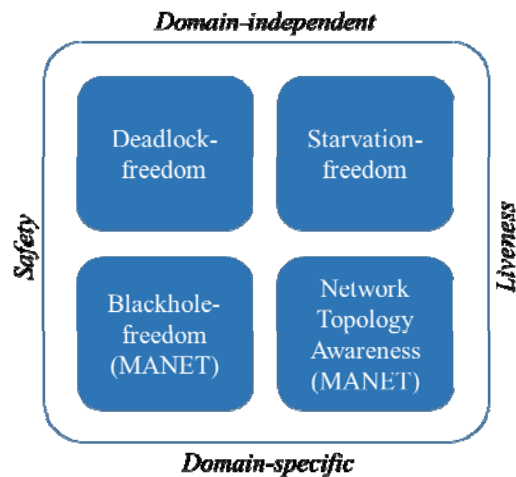 Domain-independent
Deadlock-
freedom
Starvation-
freedom
Safety
Liveness
Blackhole-
freedom
(MANET)
Network
Topology
Awareness
(MANET)
Domain-specific